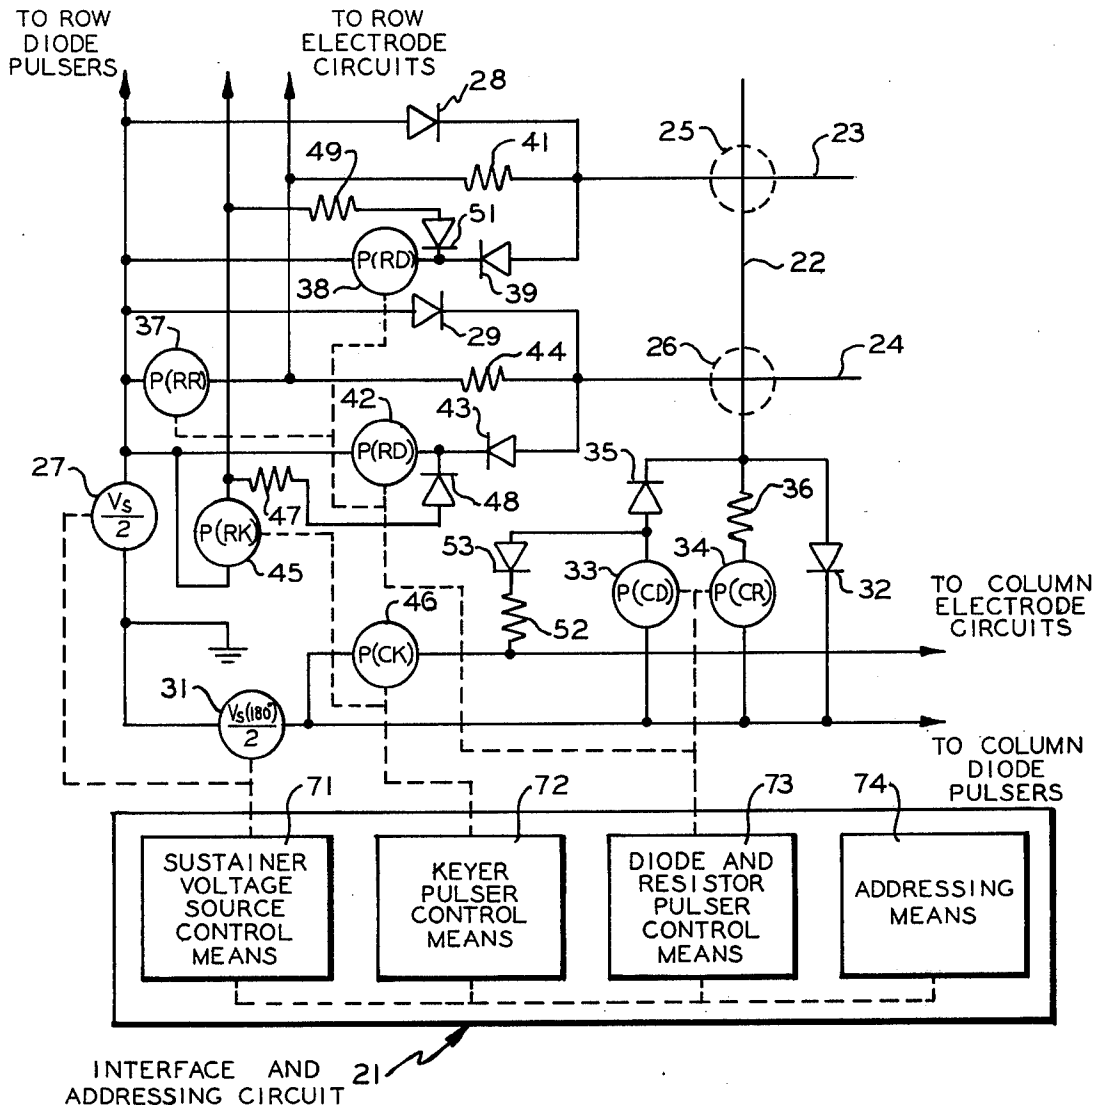 TO ROW
DIODE
PULSERS
TO ROW
ELECTRODE
CIRCUITS
28
25
23
49
41
51
P(RD)
38
39
22
37
29
26
24
P(RR)
44
42
43
P(RD)
35
36
27
Vs
2
47
48
P(RK)
45
53
33
34
P(CD)
P(CR)
32
TO COLUMN
ELECTRODE
CIRCUITS
46
52
P(CK)
31
Vs(180°)
2
TO COLUMN
DIODE
PULSERS
71
72
73
74
SUSTAINER
VOLTAGE
SOURCE
CONTROL
MEANS
KEYER
PULSER
CONTROL
MEANS
DIODE AND
RESISTOR
PULSER
CONTROL
MEANS
ADDRESSING
MEANS
INTERFACE AND
ADDRESSING CIRCUIT
21